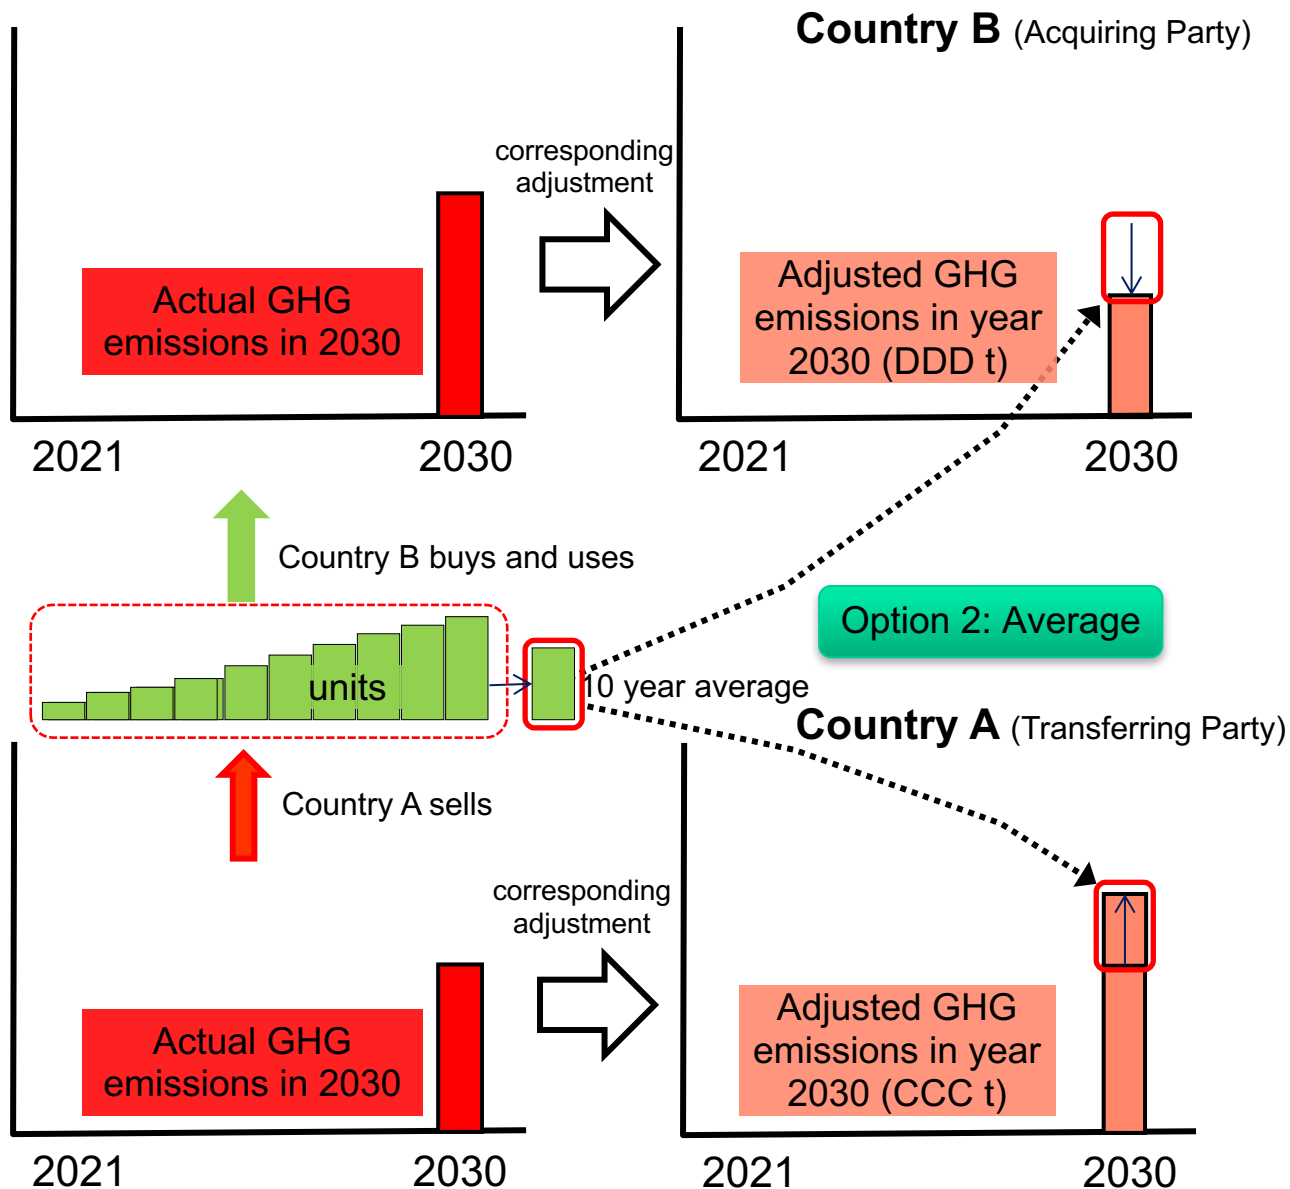 Country B (Acquiring Party)
corresponding
adjustment
Actual GHG
emissions in 2030
Adjusted GHG
emissions in year
2030 (DDD t)
2021
2030
2021
2030
Country B buys and uses
Option 2: Average
units
10 year average
Country A (Transferring Party)
Country A sells
corresponding
adjustment
Actual GHG
emissions in 2030
Adjusted GHG
emissions in year
2030 (CCC t)
2021
2030
2021
2030